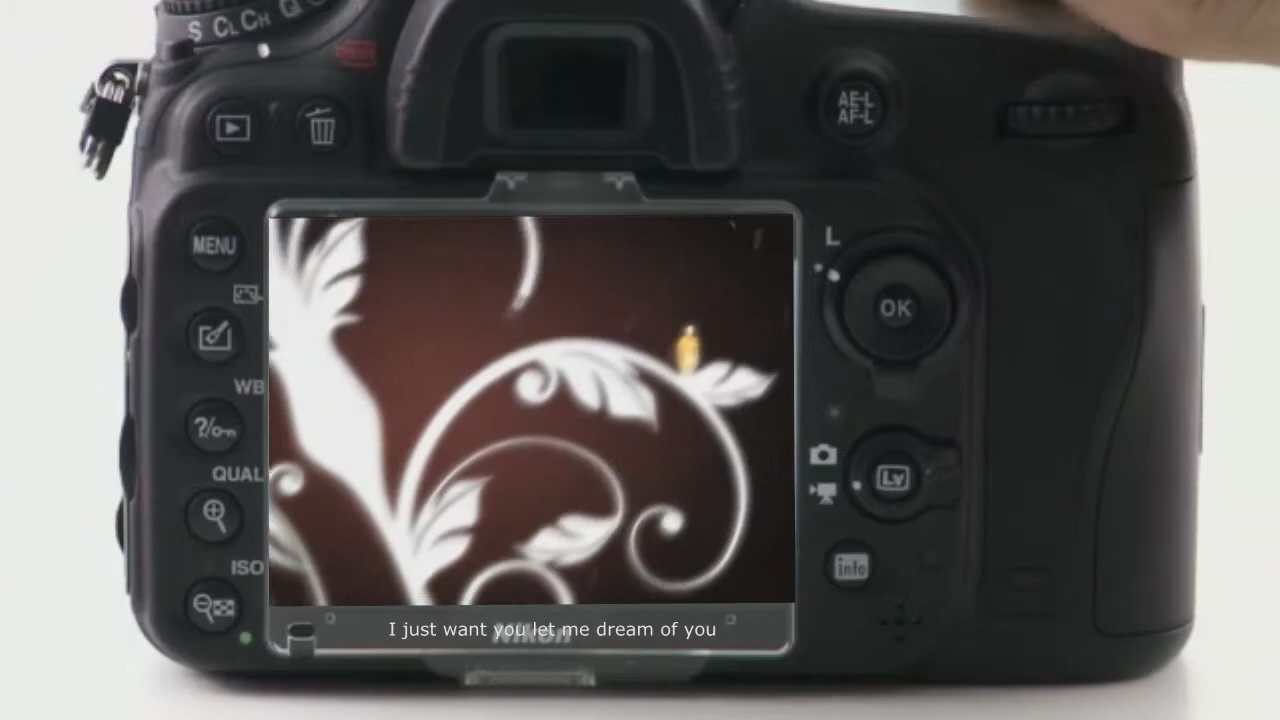 S CL CH Q
AE-L
AF-L
MENU
L
OK
WB
?/
QUAL
Lv
ISO
info
I just want you let me dream of you
Nikon